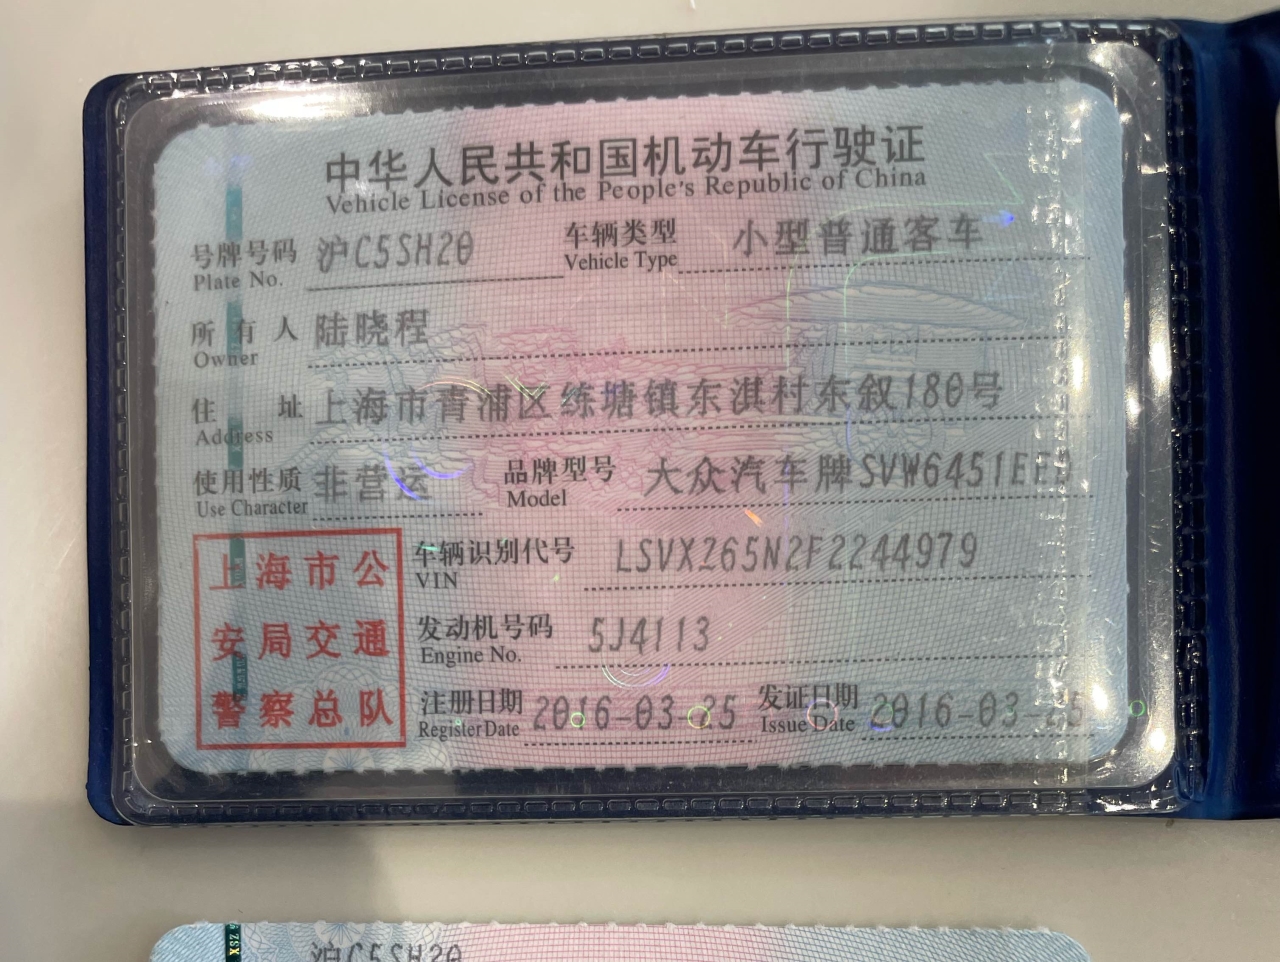 中华人民共和国机动车行驶证
Vehicle License of the People's Republic of China
号牌号码 沪C5SH20 车辆类型 小型普通客车
Plate No. Vehicle Type
所有人 陆晓程
Owner
住址 上海市青浦区练塘镇东淇村东叙180号
Address
使用性质 非营运 品牌型号 大众汽车牌SVW6451EED
Use Character Model
上海市公
安局交通
警察总队
车辆识别代号 LSVXZ65N2F2244979
VIN
发动机号码 5J4113
Engine No.
注册日期 2016-03-25 发证日期 2016-03-25
Register Date Issue Date
沪C5SH20